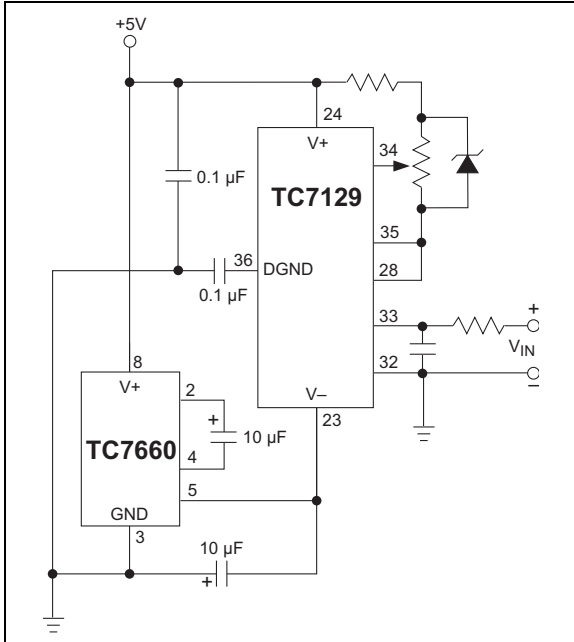 +5V
24
V+
34
0.1 µF
TC7129
35
36
DGND
28
0.1 µF
33
+
VIN
8
32
–
V+
2
V–
23
+
10 µF
TC7660
4
5
GND
3
10 µF
+